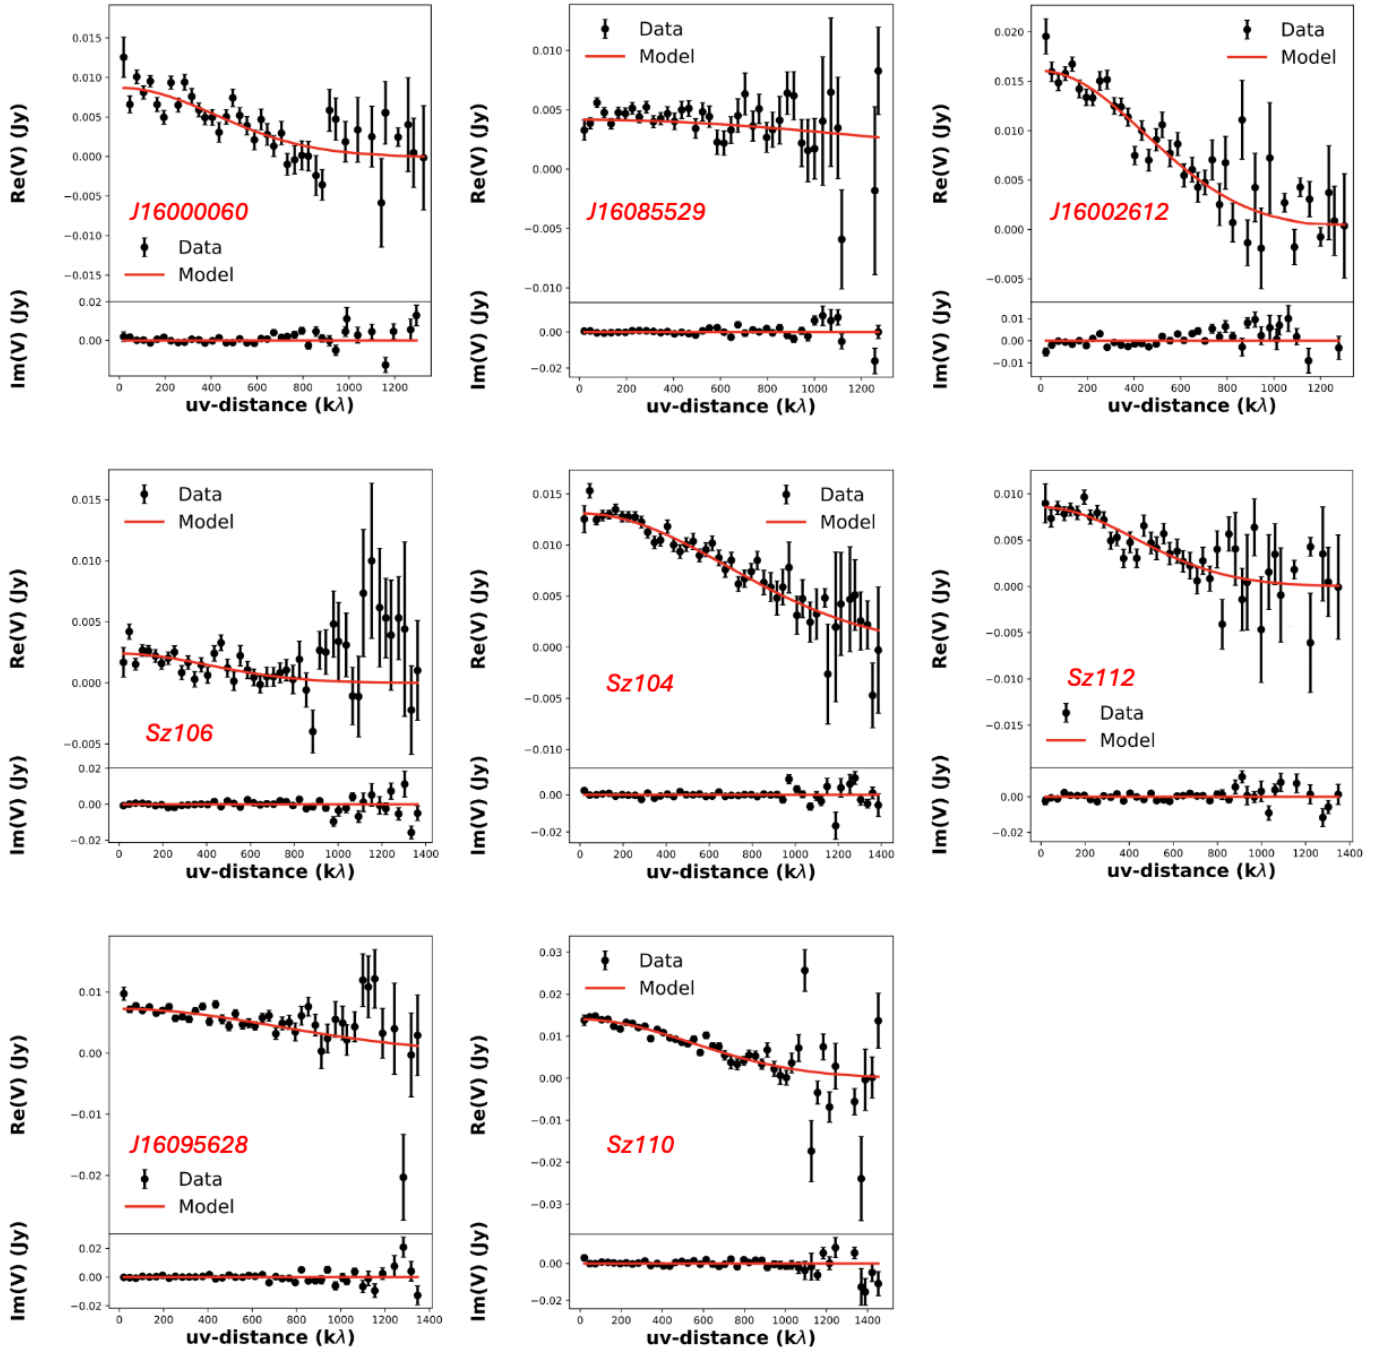 Re(V) (Jy)
0.015
0.010
0.005
0.000
−0.005
−0.010
−0.015
J16000060
Data
Model
Im(V) (Jy)
0.02
0.00
0 200 400 600 800 1000 1200
uv-distance (kλ)
Re(V) (Jy)
0.010
0.005
0.000
−0.005
−0.010
Data
Model
J16085529
Im(V) (Jy)
0.00
−0.02
0 200 400 600 800 1000 1200
uv-distance (kλ)
Re(V) (Jy)
0.020
0.015
0.010
0.005
0.000
−0.005
Data
Model
J16002612
Im(V) (Jy)
0.01
0.00
−0.01
0 200 400 600 800 1000 1200
uv-distance (kλ)
Re(V) (Jy)
0.015
0.010
0.005
0.000
−0.005
Data
Model
Sz106
Im(V) (Jy)
0.02
0.00
−0.02
0 200 400 600 800 1000 1200 1400
uv-distance (kλ)
Re(V) (Jy)
0.015
0.010
0.005
0.000
−0.005
−0.010
Data
Model
Sz104
Im(V) (Jy)
0.02
0.00
−0.02
0 200 400 600 800 1000 1200 1400
uv-distance (kλ)
Re(V) (Jy)
0.010
0.005
0.000
−0.005
−0.010
−0.015
Sz112
Data
Model
Im(V) (Jy)
0.00
−0.02
0 200 400 600 800 1000 1200 1400
uv-distance (kλ)
Re(V) (Jy)
0.01
0.00
−0.01
−0.02
J16095628
Data
Model
Im(V) (Jy)
0.02
0.00
−0.02
0 200 400 600 800 1000 1200 1400
uv-distance (kλ)
Re(V) (Jy)
0.03
0.02
0.01
0.00
−0.01
−0.02
−0.03
Data
Model
Sz110
Im(V) (Jy)
0.00
−0.02
0 200 400 600 800 1000 1200 1400
uv-distance (kλ)